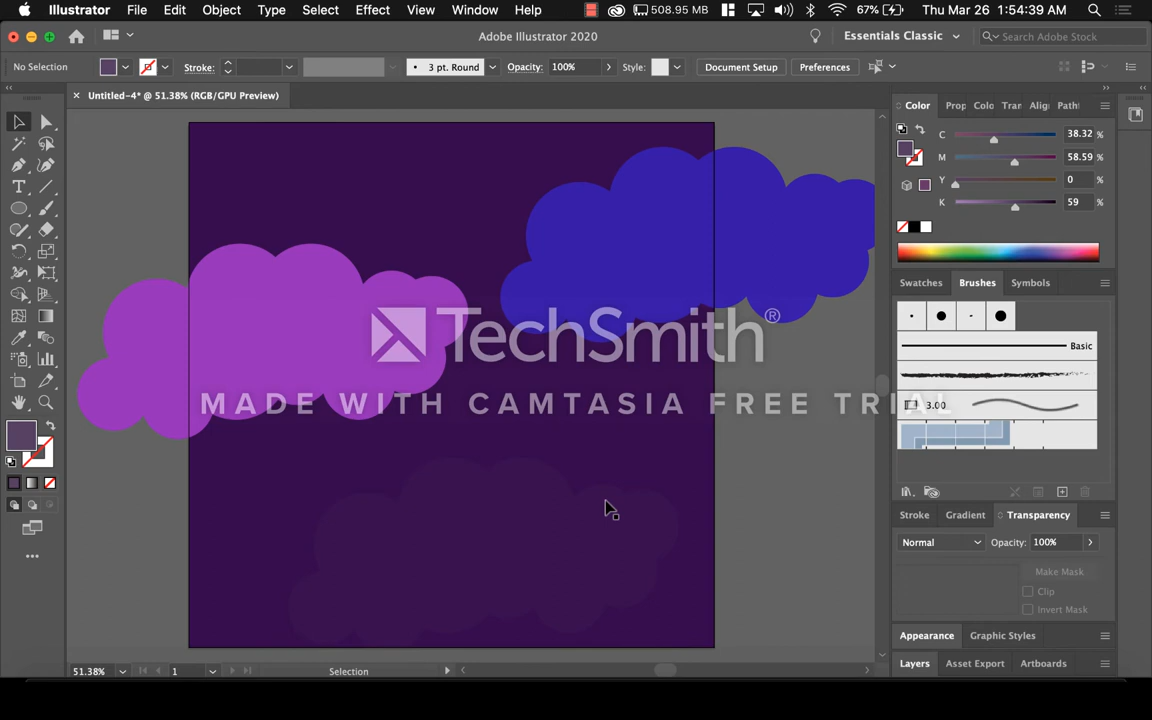 Illustrator File Edit Object Type Select Effect View Window Help 508.95 MB 67% Thu Mar 26 1:54:39 AM
Adobe Illustrator 2020 Essentials Classic Search Adobe Stock
No Selection Stroke: 3 pt. Round Opacity: 100% Style: Document Setup Preferences
Untitled-4* @ 51.38% (RGB/GPU Preview)
Color Prop Colo Tran Alig Path
C 38.32 %
M 58.59 %
Y 0 %
K 59 %
Swatches Brushes Symbols
Basic
3.00
TechSmith®
MADE WITH CAMTASIA FREE TRIAL
Stroke Gradient Transparency
Normal Opacity: 100%
Make Mask
Clip
Invert Mask
Appearance Graphic Styles
Layers Asset Export Artboards
51.38% 1 Selection